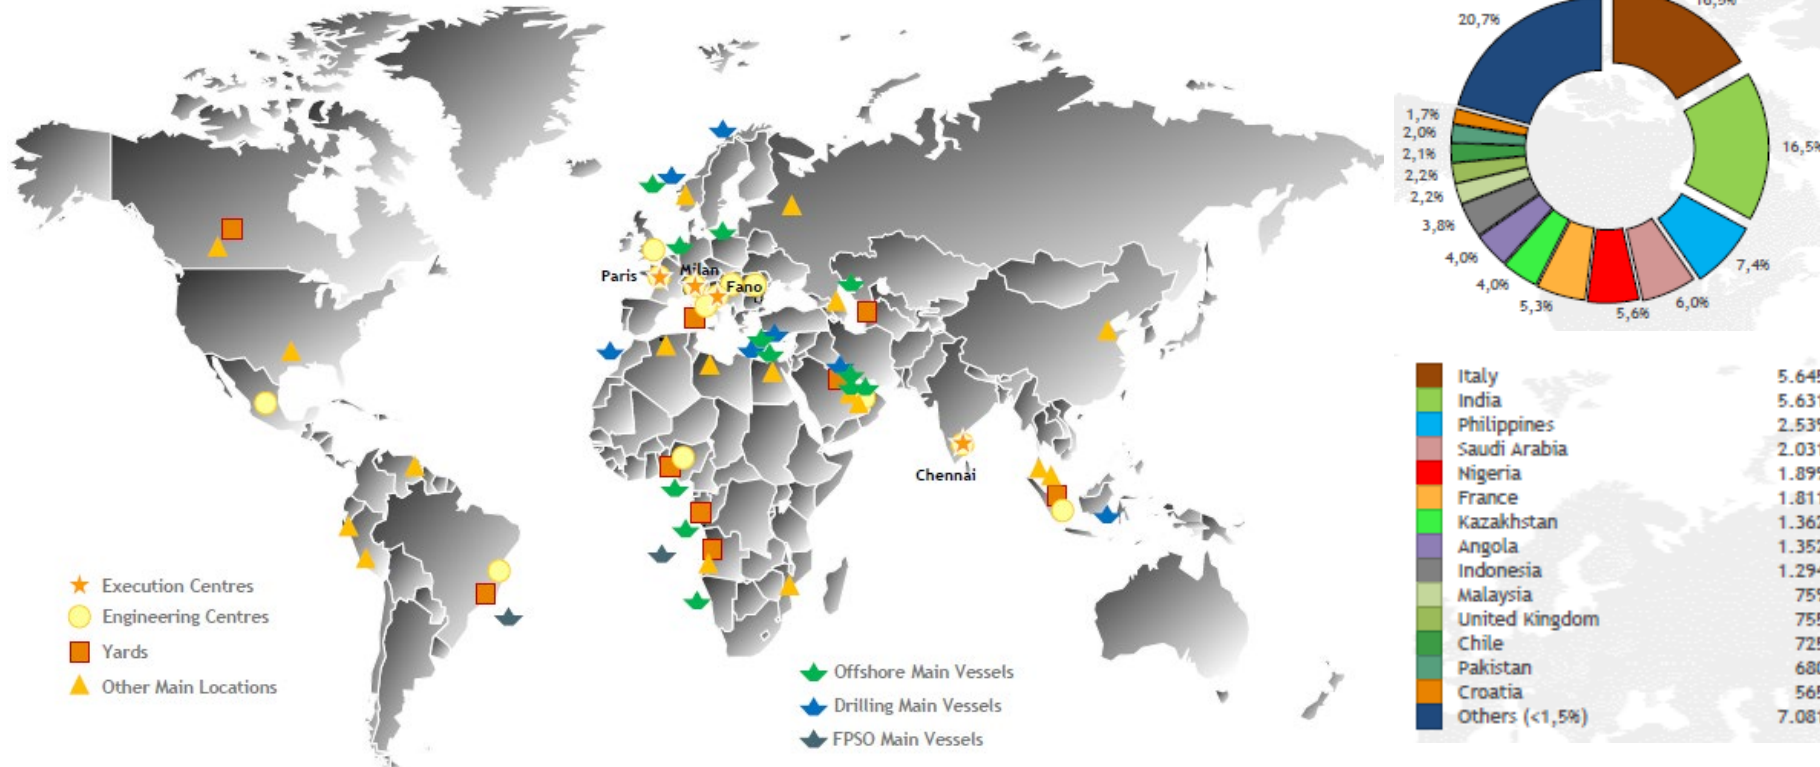 Paris
Milan
Fano
Chennai
Execution Centres
Engineering Centres
Yards
Other Main Locations
Offshore Main Vessels
Drilling Main Vessels
FPSO Main Vessels
20,7%
16,5%
7,4%
6,0%
5,6%
5,3%
4,0%
4,0%
3,8%
2,2%
2,2%
2,1%
2,0%
1,7%
Italy
India
Philippines
Saudi Arabia
Nigeria
France
Kazakhstan
Angola
Indonesia
Malaysia
United Kingdom
Chile
Pakistan
Croatia
Others (<1,5%)